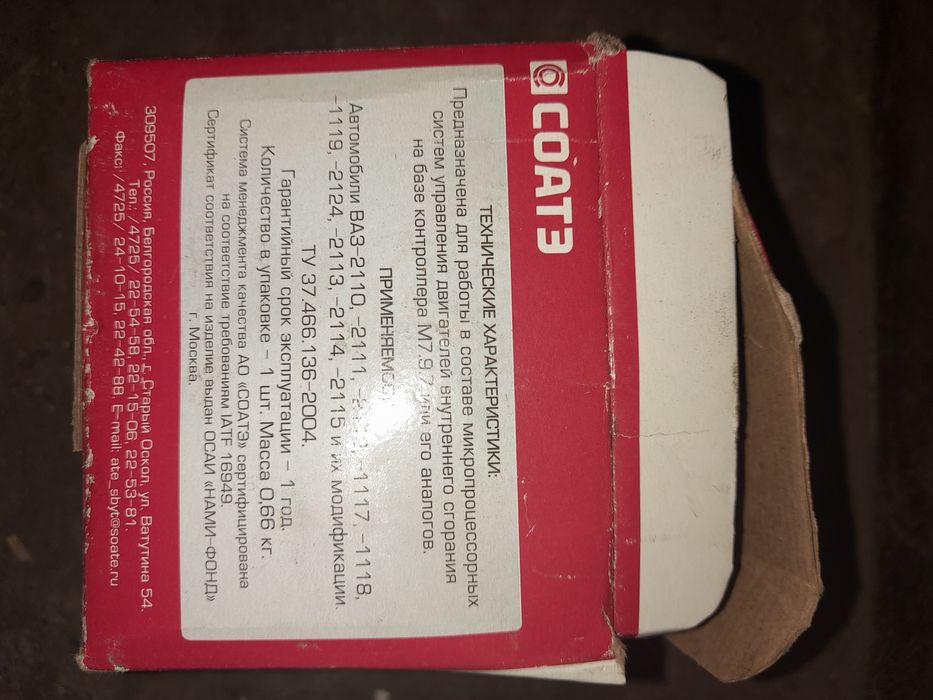 СОАТЭ
ТЕХНИЧЕСКИЕ ХАРАКТЕРИСТИКИ:
Предназначена для работы в составе микропроцессорных
систем управления двигателей внутреннего сгорания
на базе контроллера М7.9. его аналогов.
ПРИМЕНЯЕМО
Автомобили ВАЗ-2110, -2111, -1117, -1118,
-1119, -2124, -2113, -2114, -2115 и их модификации.
ТУ 37.466.136-2004.
Гарантийный срок эксплуатации – 1 год.
Количество в упаковке – 1 шт. Масса 0,66 кг.
Система менеджмента качества АО «СОАТЭ» сертифицирована
на соответствие требованиям IATF 16949.
Сертификат соответствия на изделие выдан ОСАИ «НАМИ-ФОНД»
г. Москва.
309507, Россия, Белгородская обл., г. Старый Оскол, ул. Ватутина 54.
Тел.: /4725/ 22-54-58, 22-15-06, 22-53-81.
Факс: /4725/ 24-10-15, 22-42-88, E-mail: ate_sbyt@soate.ru